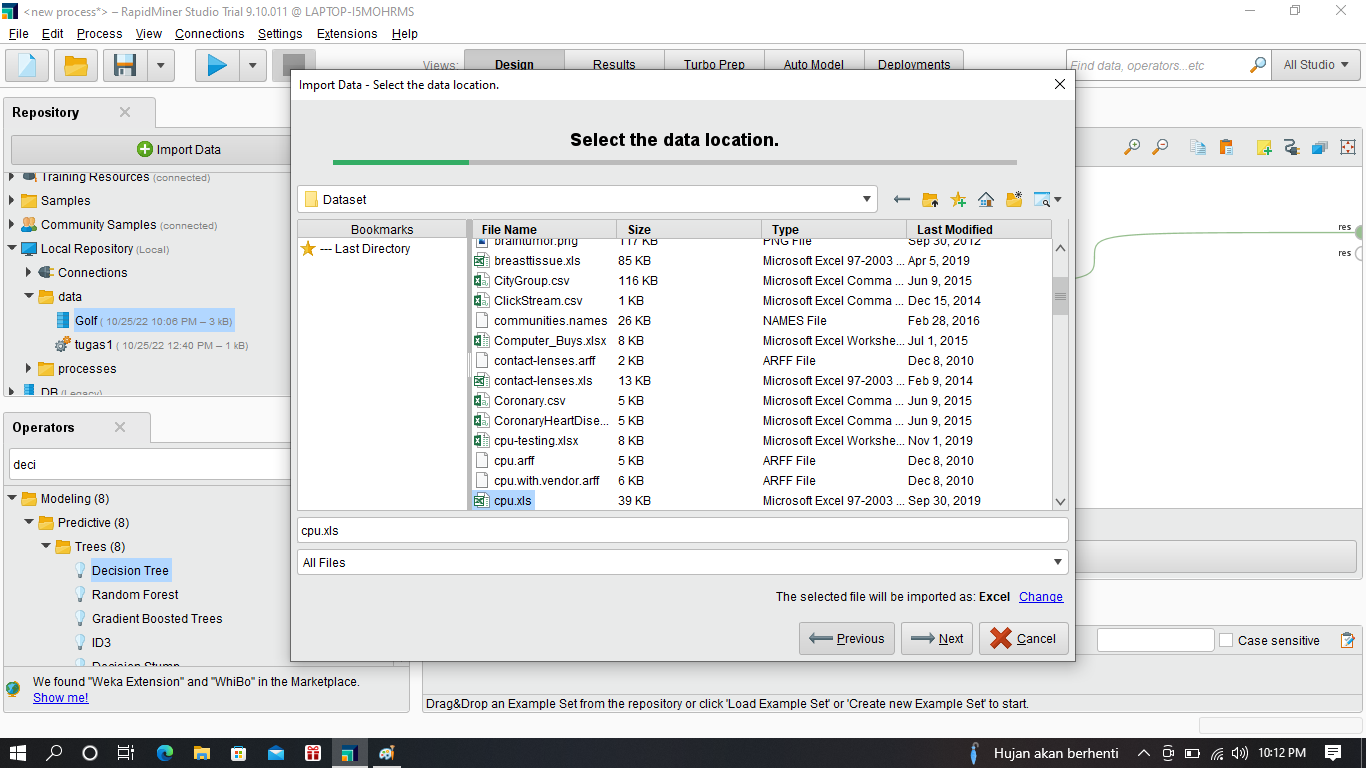 <new process*> – RapidMiner Studio Trial 9.10.011 @ LAPTOP-I5MOHRMS
File Edit Process View Connections Settings Extensions Help
Views: Design Results Turbo Prep Auto Model Deployments
Find data, operators...etc
All Studio
Import Data - Select the data location.
Repository
Import Data
Training Resources (connected)
Samples
Community Samples (connected)
Local Repository (Local)
Connections
data
Golf ( 10/25/22 10:06 PM – 3 kB)
tugas1 ( 10/25/22 12:40 PM – 1 kB)
processes
DB (Legacy)
Operators
deci
Modeling (8)
Predictive (8)
Trees (8)
Decision Tree
Random Forest
Gradient Boosted Trees
ID3
Decision Stump
We found "Weka Extension" and "WhiBo" in the Marketplace.
Show me!
Select the data location.
Dataset
Bookmarks
--- Last Directory
File Name Size Type Last Modified
braintumor.png 117 KB PNG File Sep 30, 2012
breasttissue.xls 85 KB Microsoft Excel 97-2003 ... Apr 5, 2019
CityGroup.csv 116 KB Microsoft Excel Comma ... Jun 9, 2015
ClickStream.csv 1 KB Microsoft Excel Comma ... Dec 15, 2014
communities.names 26 KB NAMES File Feb 28, 2016
Computer_Buys.xlsx 8 KB Microsoft Excel Workshe... Jul 1, 2015
contact-lenses.arff 2 KB ARFF File Dec 8, 2010
contact-lenses.xls 13 KB Microsoft Excel 97-2003 ... Feb 9, 2014
Coronary.csv 5 KB Microsoft Excel Comma ... Jun 9, 2015
CoronaryHeartDise... 5 KB Microsoft Excel Comma ... Jun 9, 2015
cpu-testing.xlsx 8 KB Microsoft Excel Workshe... Nov 1, 2019
cpu.arff 5 KB ARFF File Dec 8, 2010
cpu.with.vendor.arff 6 KB ARFF File Dec 8, 2010
cpu.xls 39 KB Microsoft Excel 97-2003 ... Sep 30, 2019
cpu.xls
All Files
The selected file will be imported as: Excel Change
Previous Next Cancel
res
res
Case sensitive
Drag&Drop an Example Set from the repository or click 'Load Example Set' or 'Create new Example Set' to start.
Hujan akan berhenti
10:12 PM